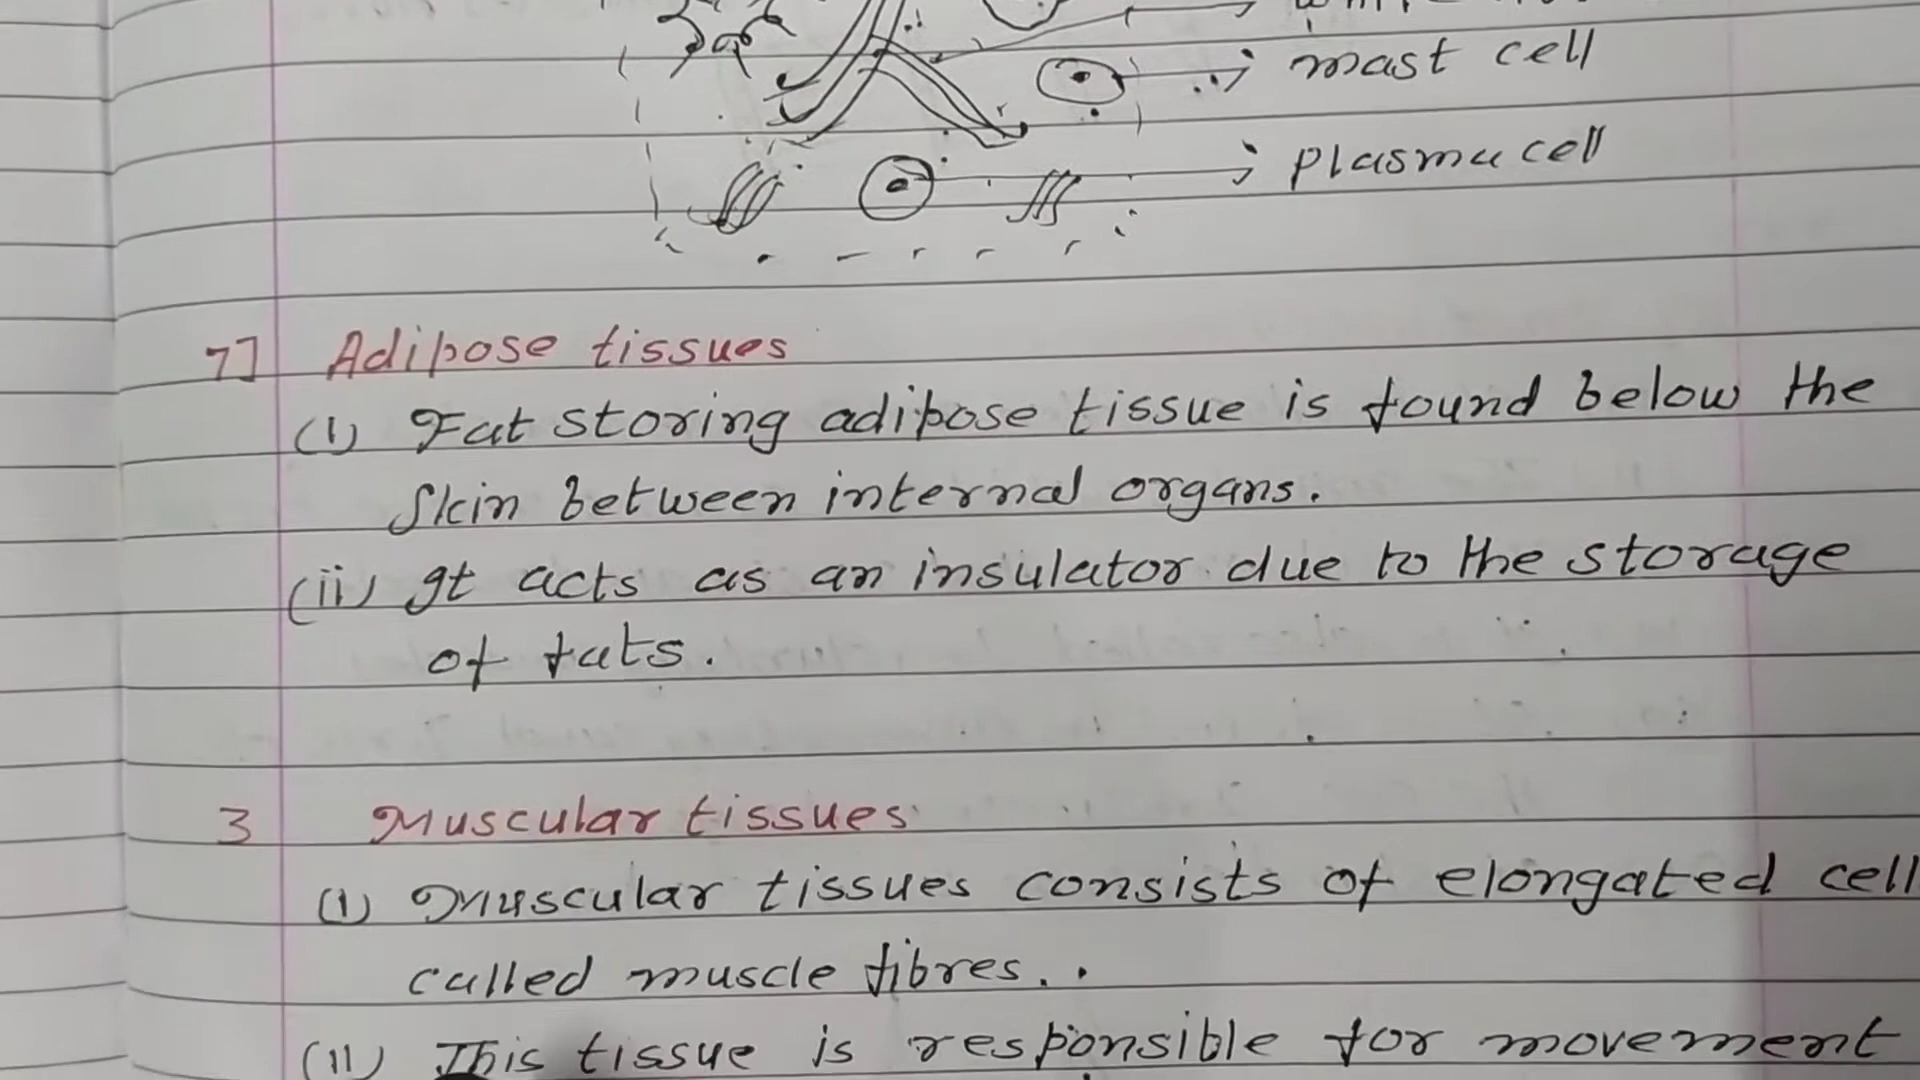 mast cell
plasma cell
7] Adipose tissues
(i) Fat storing adipose tissue is found below the
Skin between internal organs.
(ii) It acts as an insulator due to the storage
of fats.
3 Muscular tissues
(i) Muscular tissues consists of elongated cell
called muscle fibres.
(ii) This tissue is responsible for movement